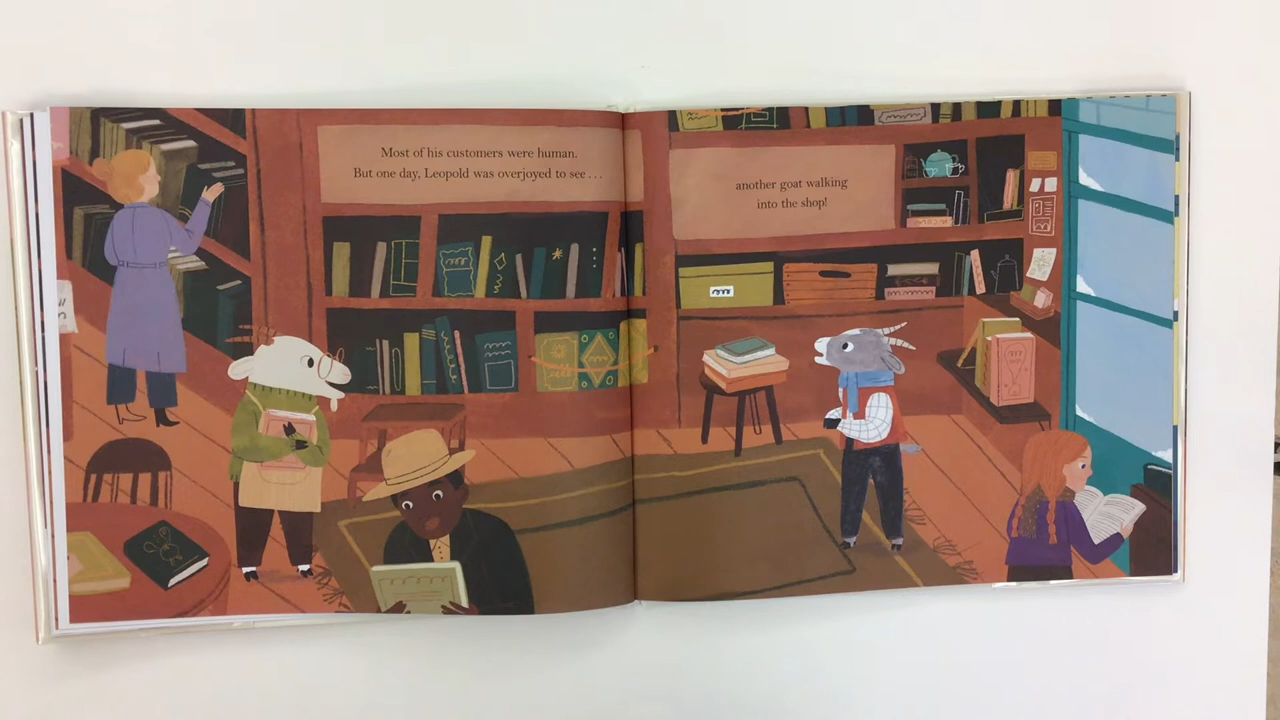 Most of his customers were human.
But one day, Leopold was overjoyed to see . . .
another goat walking
into the shop!